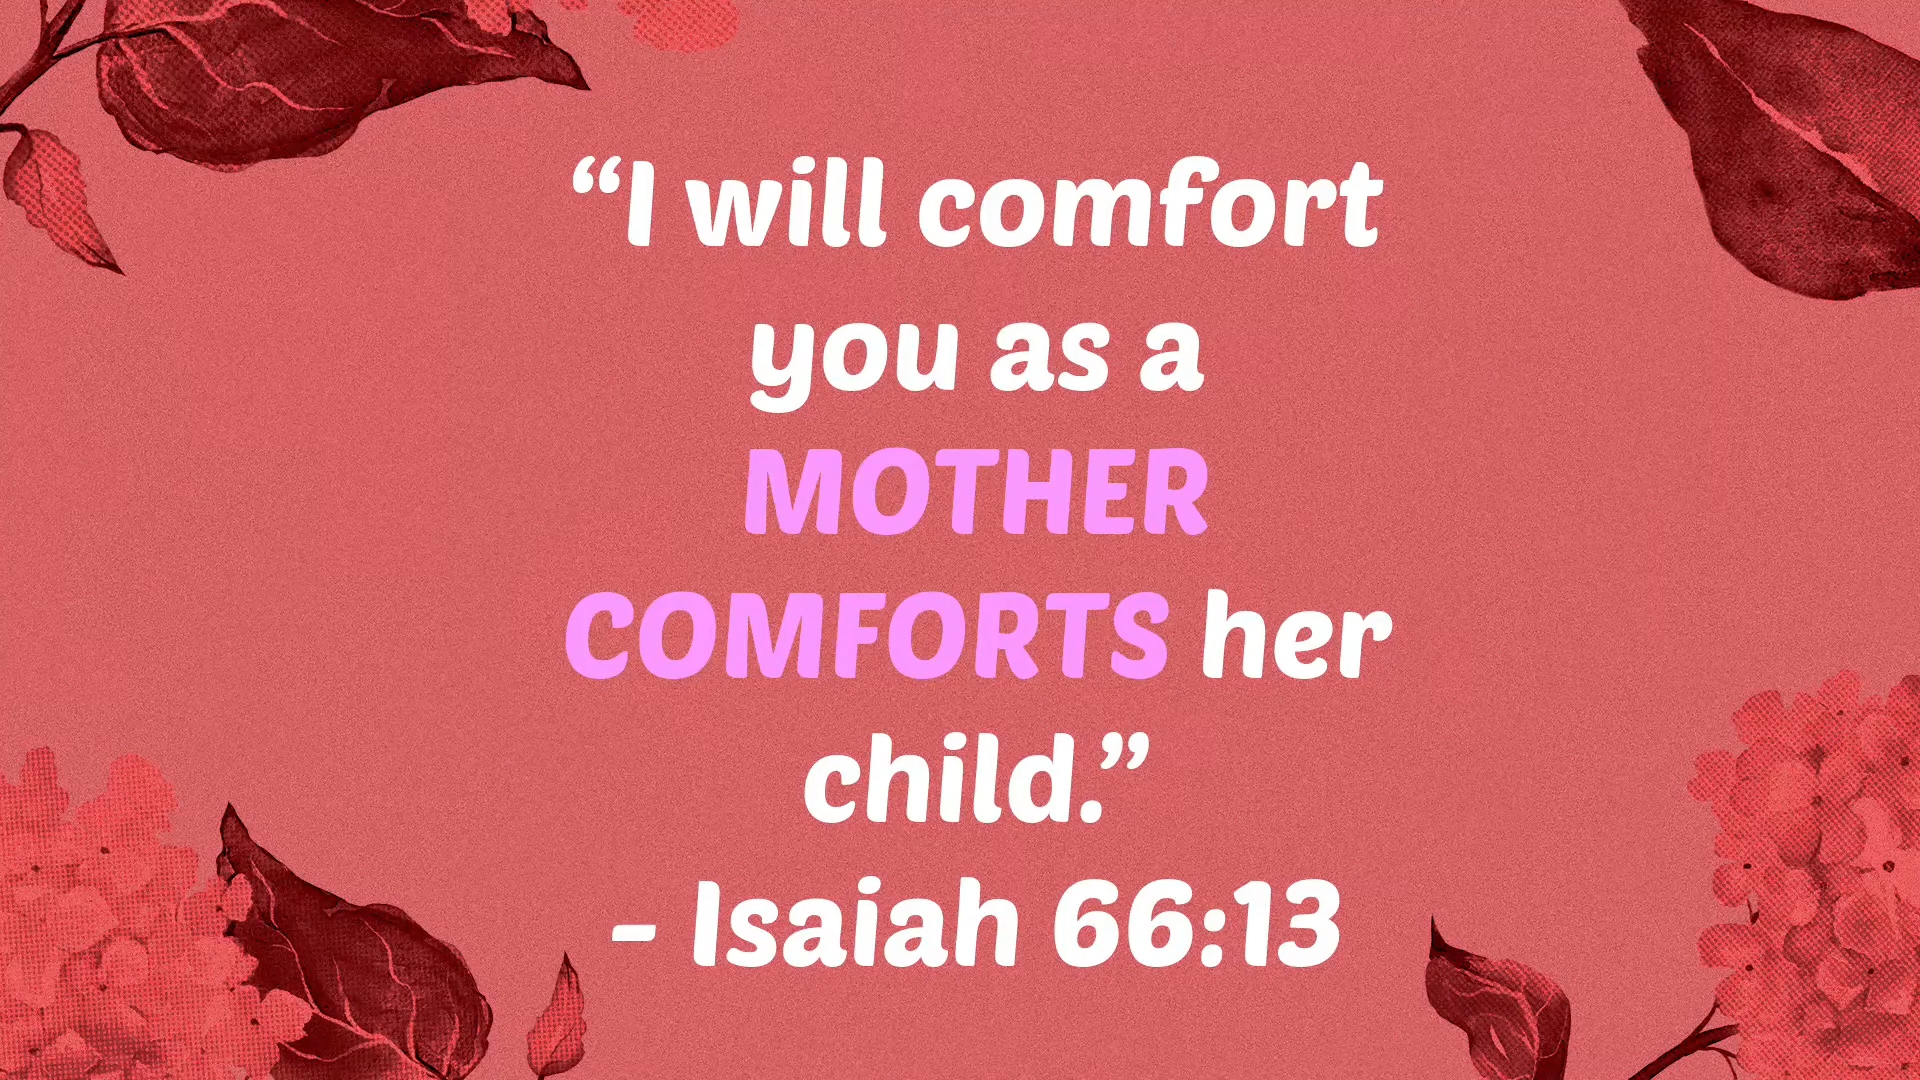 “I will comfort
you as a
MOTHER
COMFORTS her
child.”
- Isaiah 66:13